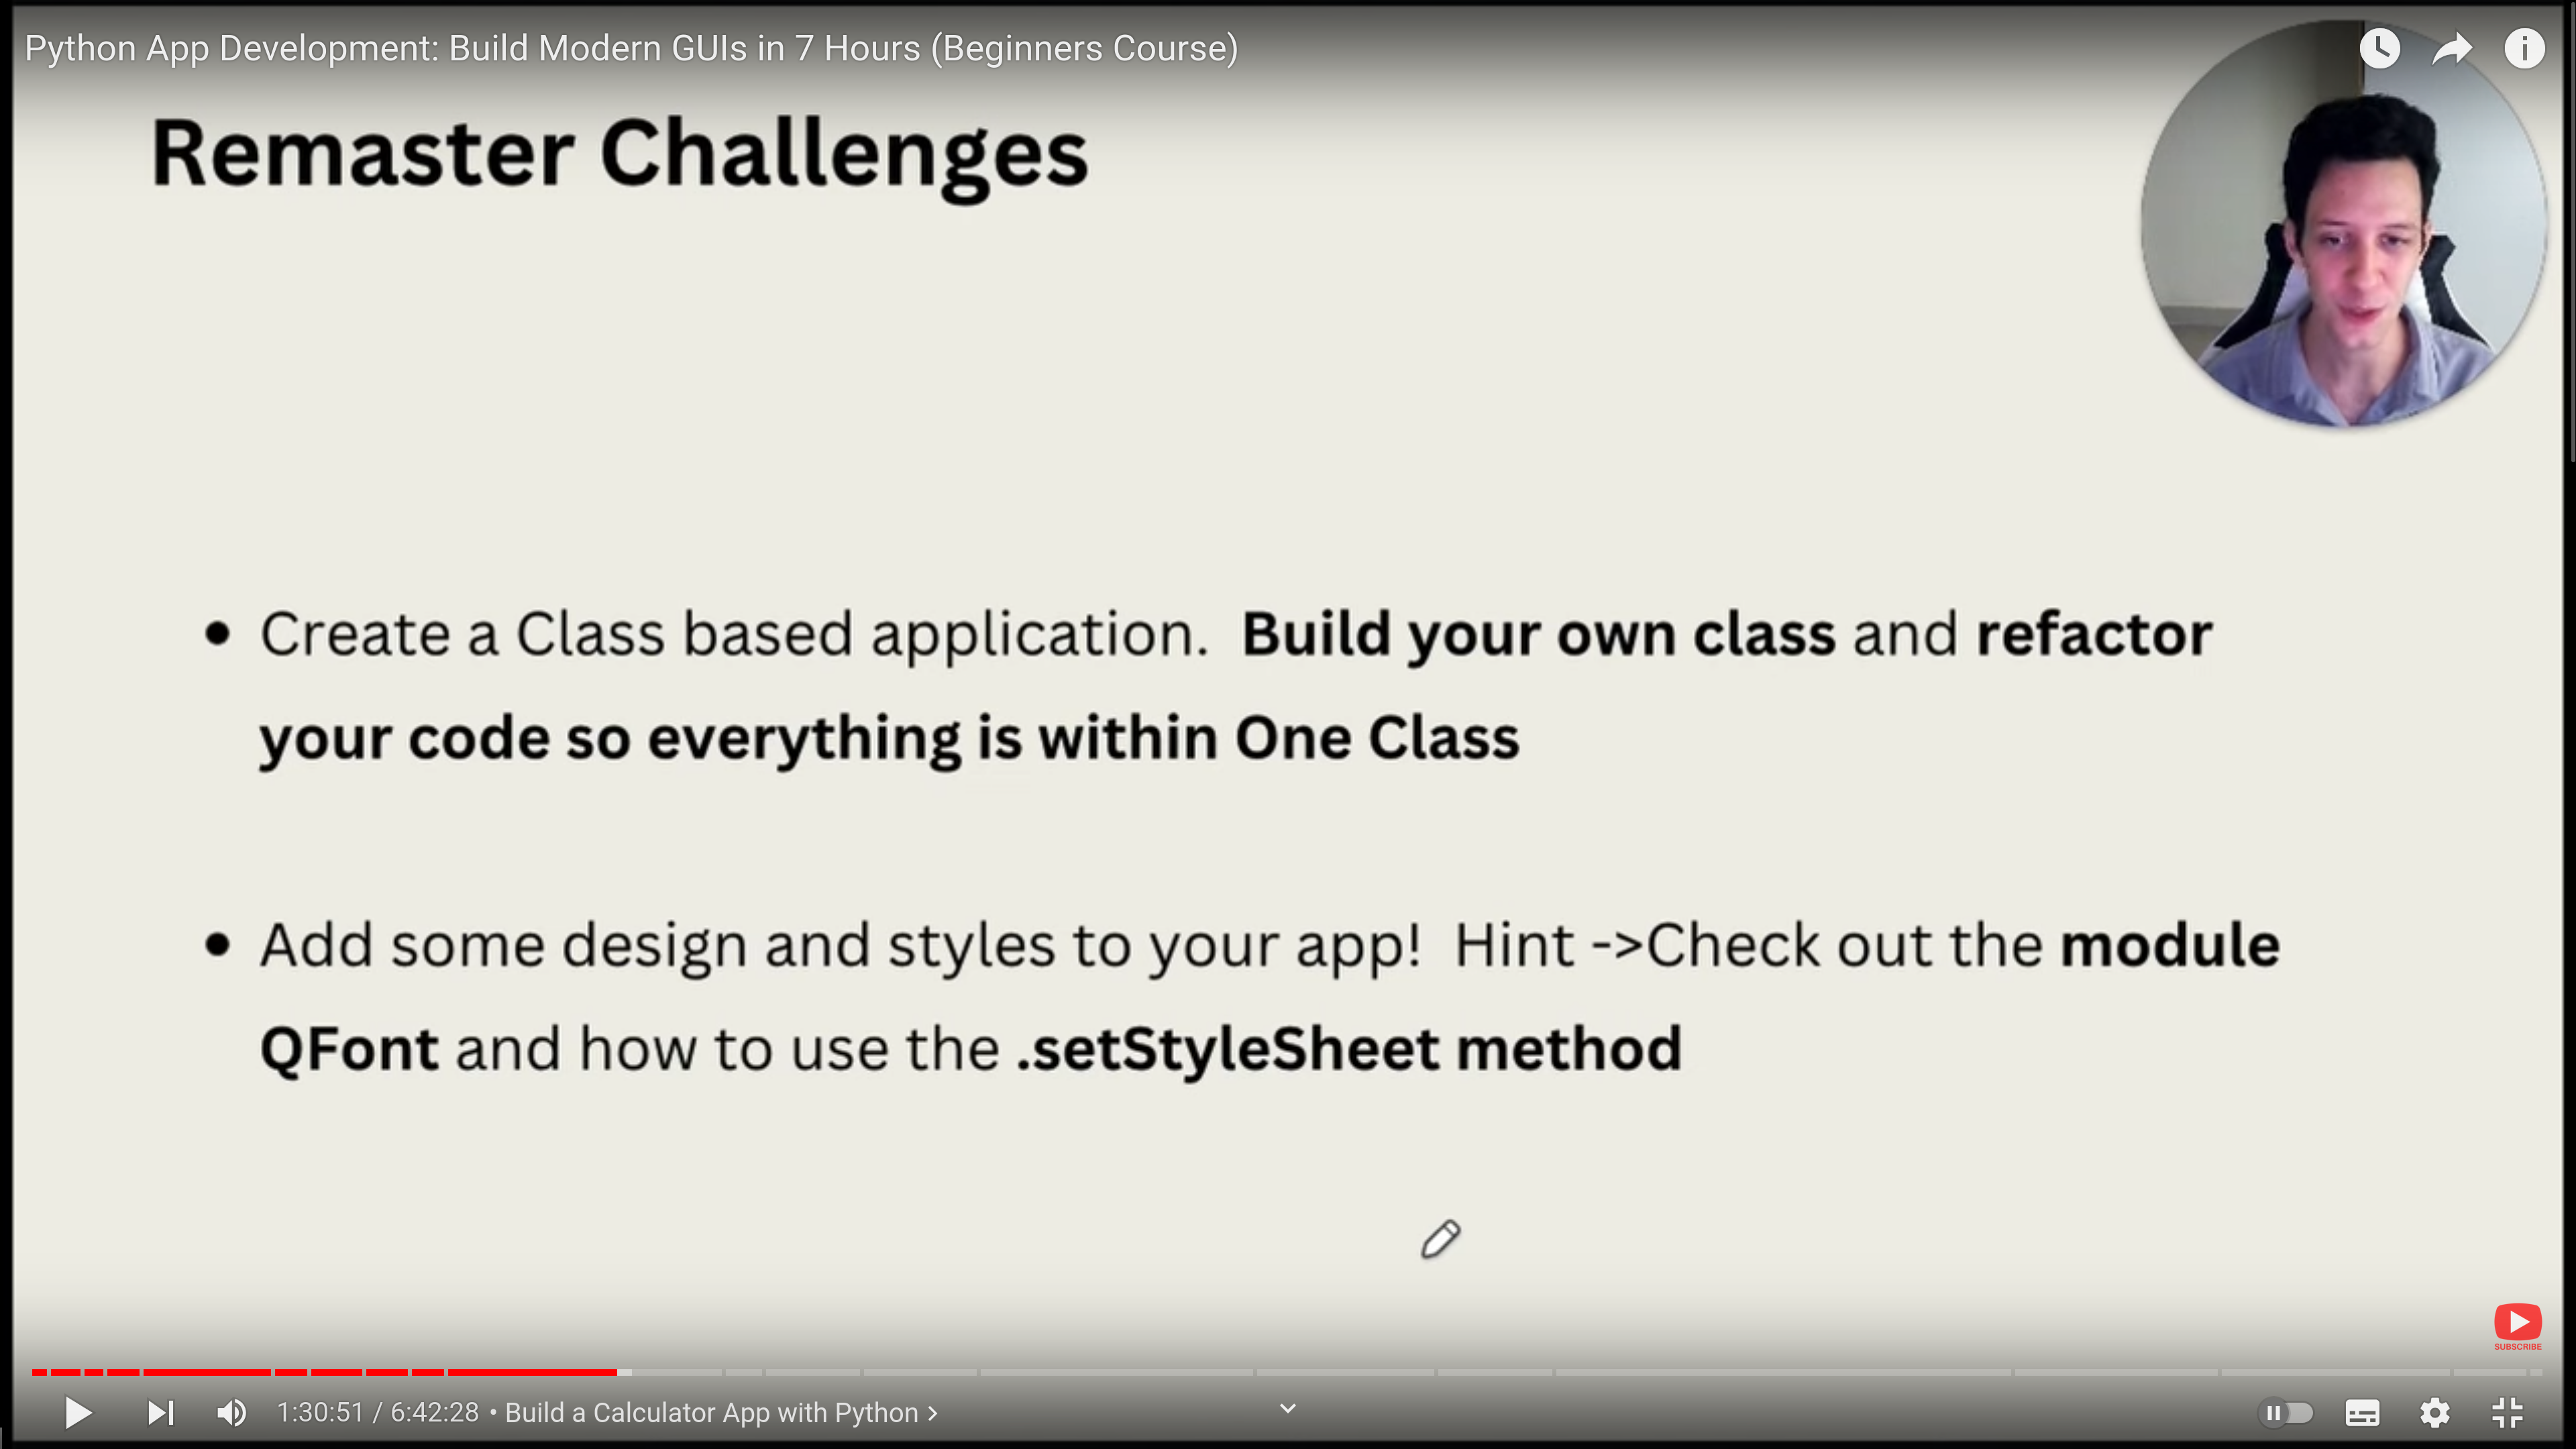 Python App Development: Build Modern GUIs in 7 Hours (Beginners Course)
Remaster Challenges
• Create a Class based application.  Build your own class and refactor
your code so everything is within One Class
• Add some design and styles to your app!  Hint ->Check out the module
QFont and how to use the .setStyleSheet method
SUBSCRIBE
1:30:51 / 6:42:28 • Build a Calculator App with Python >